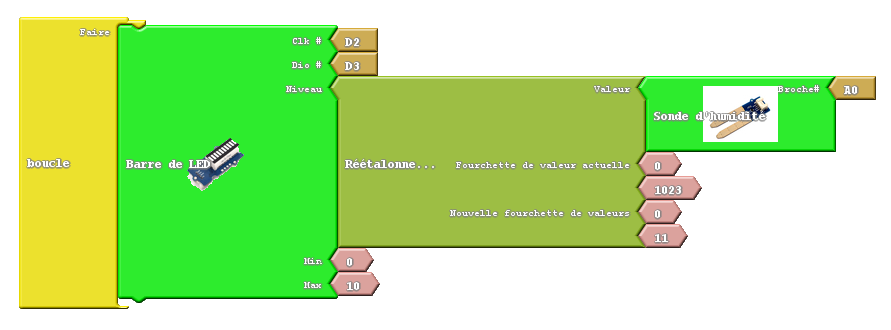 Faire
Clk # D2
Dio # D3
Niveau Valeur Broche# A0
Sonde d'humidité
boucle Barre de LED Réétalonne... Fourchette de valeur actuelle 0
1023
Nouvelle fourchette de valeurs 0
11
Min 0
Max 10